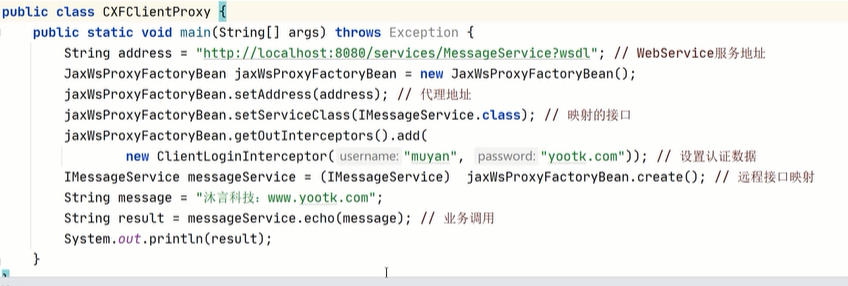 public class CXFClientProxy {
public static void main(String[] args) throws Exception {
String address = "http://localhost:8080/services/MessageService?wsdl"; // WebService服务地址
JaxWsProxyFactoryBean jaxWsProxyFactoryBean = new JaxWsProxyFactoryBean();
jaxWsProxyFactoryBean.setAddress(address); // 代理地址
jaxWsProxyFactoryBean.setServiceClass(IMessageService.class); // 映射的接口
jaxWsProxyFactoryBean.getOutInterceptors().add(
new ClientLoginInterceptor( username: "muyan", password: "yootk.com")); // 设置认证数据
IMessageService messageService = (IMessageService) jaxWsProxyFactoryBean.create(); // 远程接口映射
String message = "沐言科技：www.yootk.com";
String result = messageService.echo(message); // 业务调用
System.out.println(result);
}
}